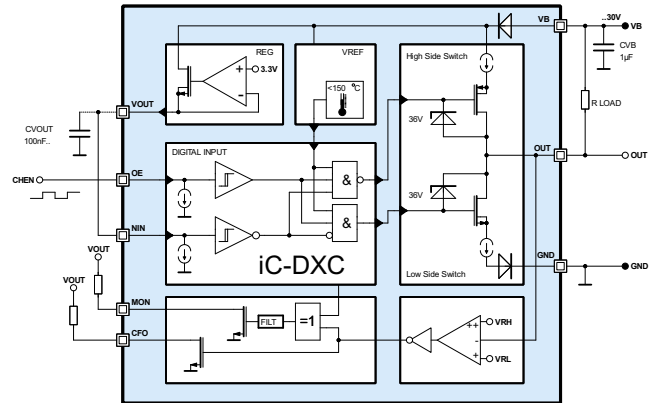 VB
..30V
VB
REG
VREF
High Side Switch
CVB
1µF
3.3V
+
-
<150 °C
R LOAD
VOUT
36V
CVOUT
100nF..
DIGITAL INPUT
OUT
OUT
CHEN
OE
&
36V
&
NIN
VOUT
iC-DXC
GND
GND
Low Side Switch
VOUT
MON
FILT
=1
++
VRH
CFO
-
+
VRL